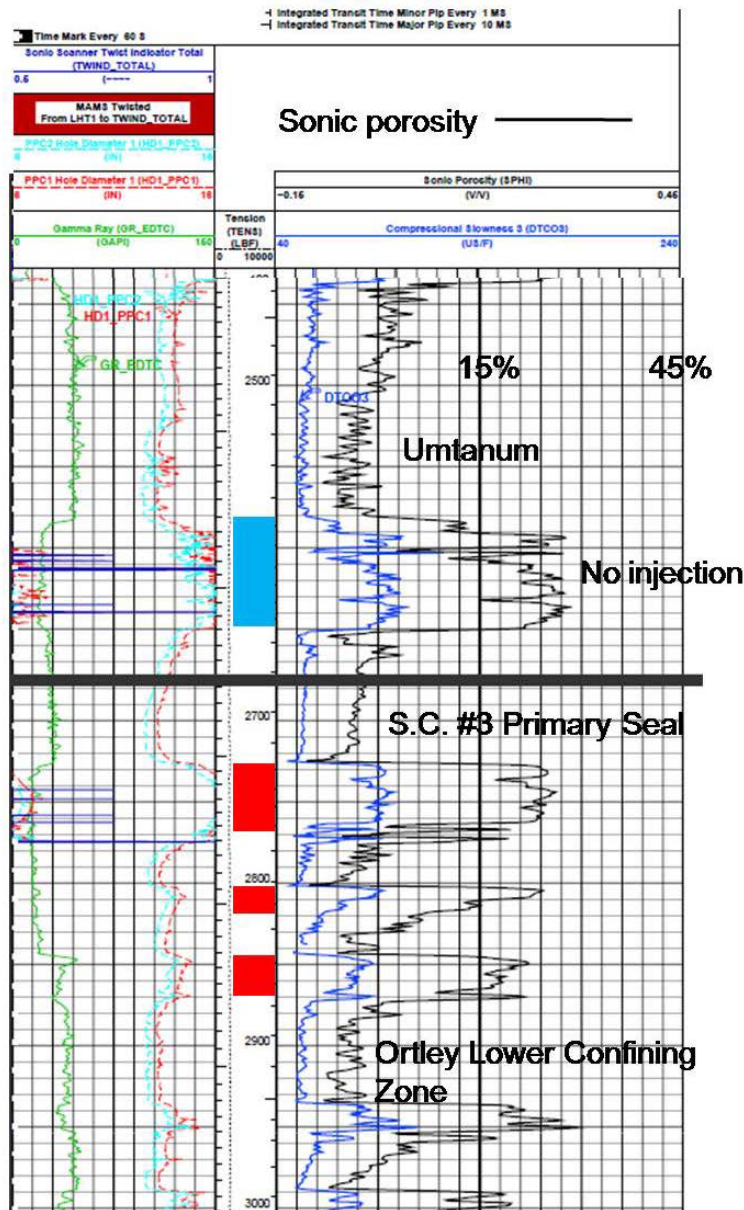 Integrated Transit Time Minor Pip Every 1 MS
Integrated Transit Time Major Pip Every 10 MS
Time Mark Every 60 S
Sonic Scanner Twist Indicator Total
(TWIND_TOTAL)
0.5 (---- 1
MAMS Twisted
From LHT1 to TWIND_TOTAL
Sonic porosity
PPC2 Hole Diameter 1 (HD1_PPC2)
6 (IN) 16
PPC1 Hole Diameter 1 (HD1_PPC1)
6 (IN) 16
Sonic Porosity (SPHI)
-0.15 (V/V) 0.45
Gamma Ray (GR_EDTC)
0 (GAPI) 150
Tension
(TENS)
(LBF)
0 10000
Compressional Slowness 3 (DTCO3)
40 (US/F) 240
HD1_PPC2
HD1_PPC1
GR_EDTC
2500
15% 45%
DTCO3
Umtanum
No injection
2700
S.C. #3 Primary Seal
2800
2900
Ortley Lower Confining
Zone
3000